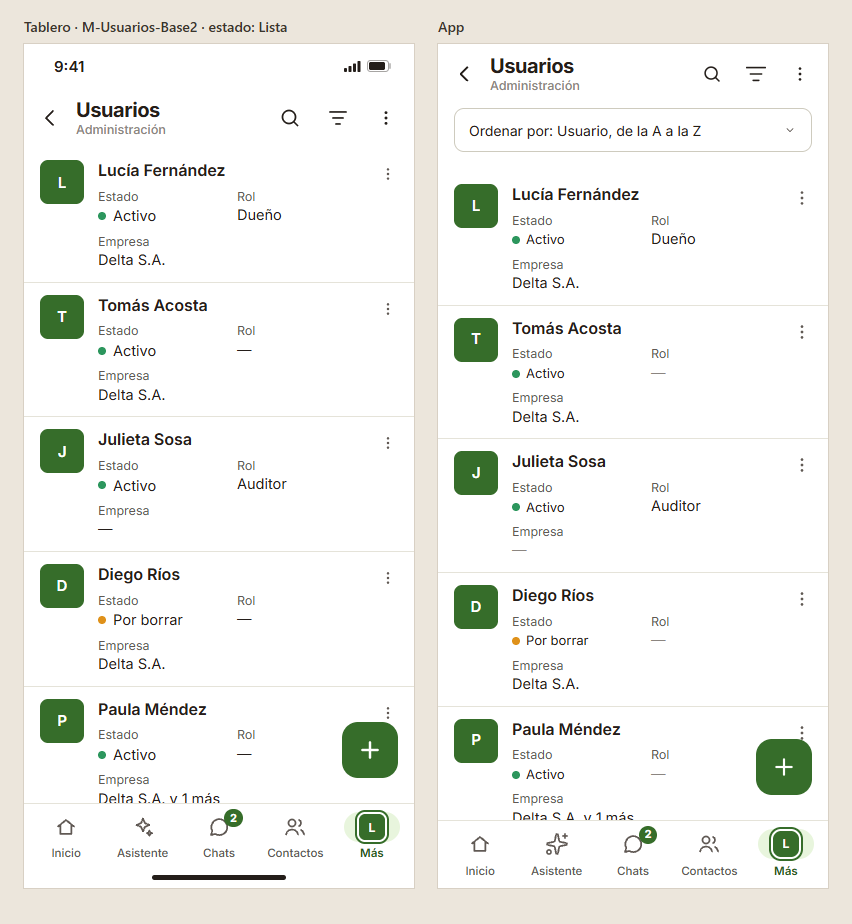 Tablero · M-Usuarios-Base2 · estado: Lista
9:41
Usuarios
Administración
L
Lucía Fernández
Estado
Rol
Activo
Dueño
Empresa
Delta S.A.
T
Tomás Acosta
Estado
Rol
Activo
—
Empresa
Delta S.A.
J
Julieta Sosa
Estado
Rol
Activo
Auditor
Empresa
—
D
Diego Ríos
Estado
Rol
Por borrar
—
Empresa
Delta S.A.
P
Paula Méndez
Estado
Rol
Activo
—
Empresa
Delta S.A. y 1 más
2
L
Inicio
Asistente
Chats
Contactos
Más
App
Usuarios
Administración
Ordenar por: Usuario, de la A a la Z
L
Lucía Fernández
Estado
Rol
Activo
Dueño
Empresa
Delta S.A.
T
Tomás Acosta
Estado
Rol
Activo
—
Empresa
Delta S.A.
J
Julieta Sosa
Estado
Rol
Activo
Auditor
Empresa
—
D
Diego Ríos
Estado
Rol
Por borrar
—
Empresa
Delta S.A.
P
Paula Méndez
Estado
Rol
Activo
—
Empresa
Delta S.A. y 1 más
2
L
Inicio
Asistente
Chats
Contactos
Más